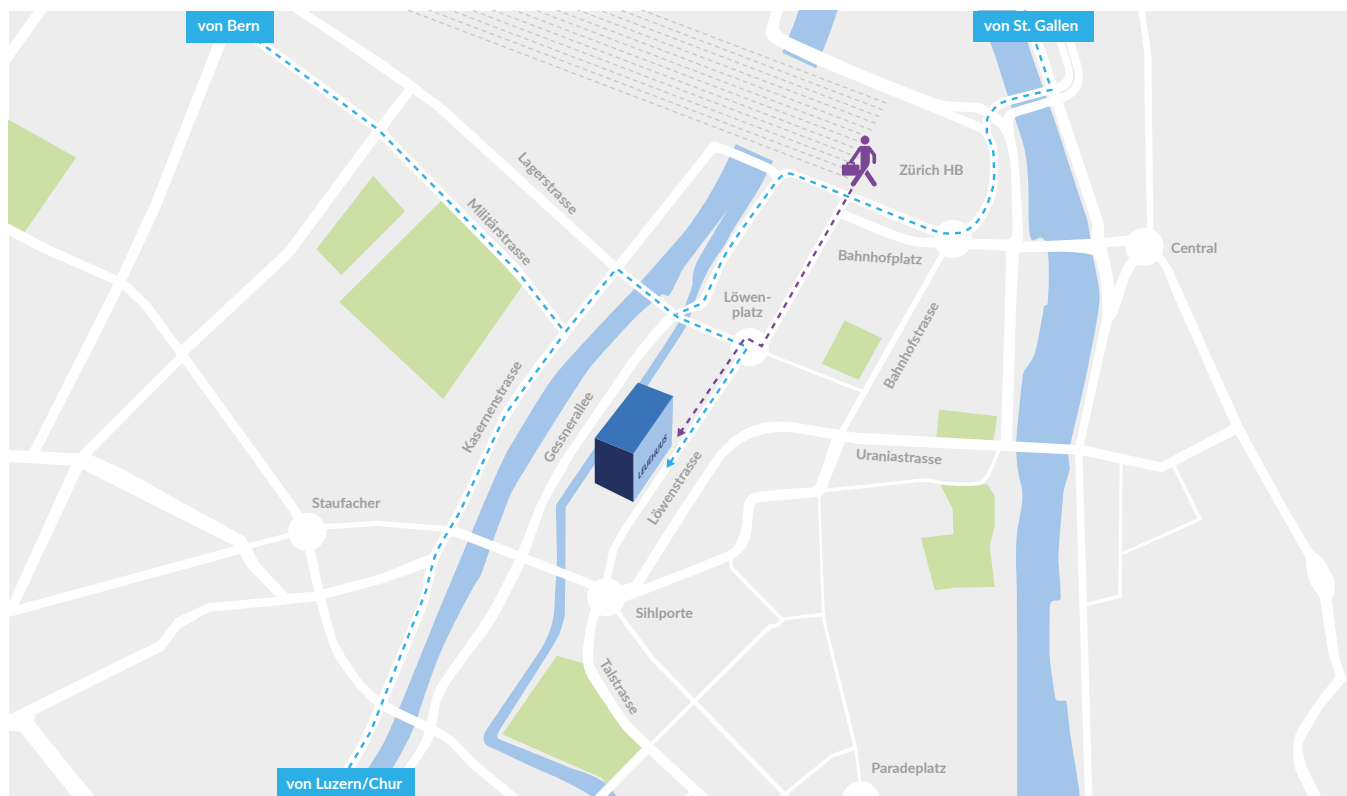 von Bern
von St. Gallen
Lagerstrasse
Zürich HB
Militärstrasse
Central
Bahnhofplatz
Löwen-
platz
Bahnhofstrasse
Kasernenstrasse
Gessnerallee
LEUEHUUS
Uraniastrasse
Löwenstrasse
Staufacher
Sihlporte
Talstrasse
Paradeplatz
von Luzern/Chur